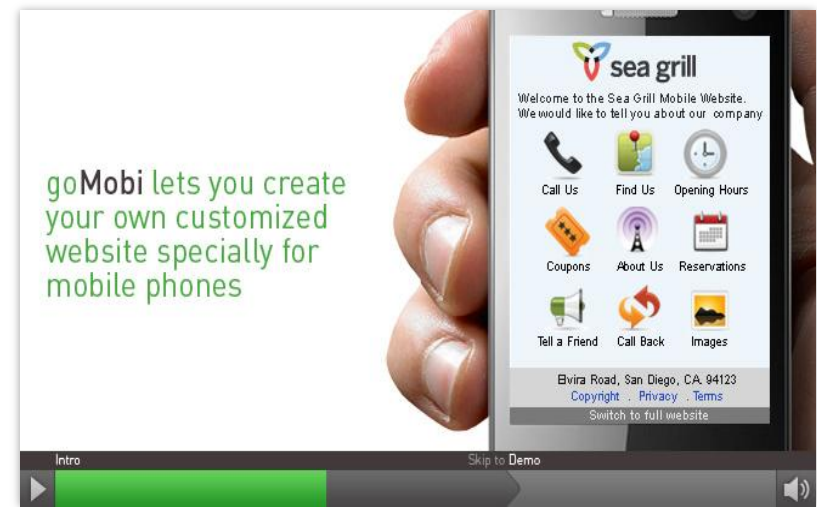 goMobi lets you create
your own customized
website specially for
mobile phones
sea grill
Welcome to the Sea Grill Mobile Website.
We would like to tell you about our company
Call Us Find Us Opening Hours
Coupons About Us Reservations
Tell a Friend Call Back Images
Elvira Road, San Diego, CA. 94123
Copyright . Privacy . Terms
Switch to full website
Intro Skip to Demo